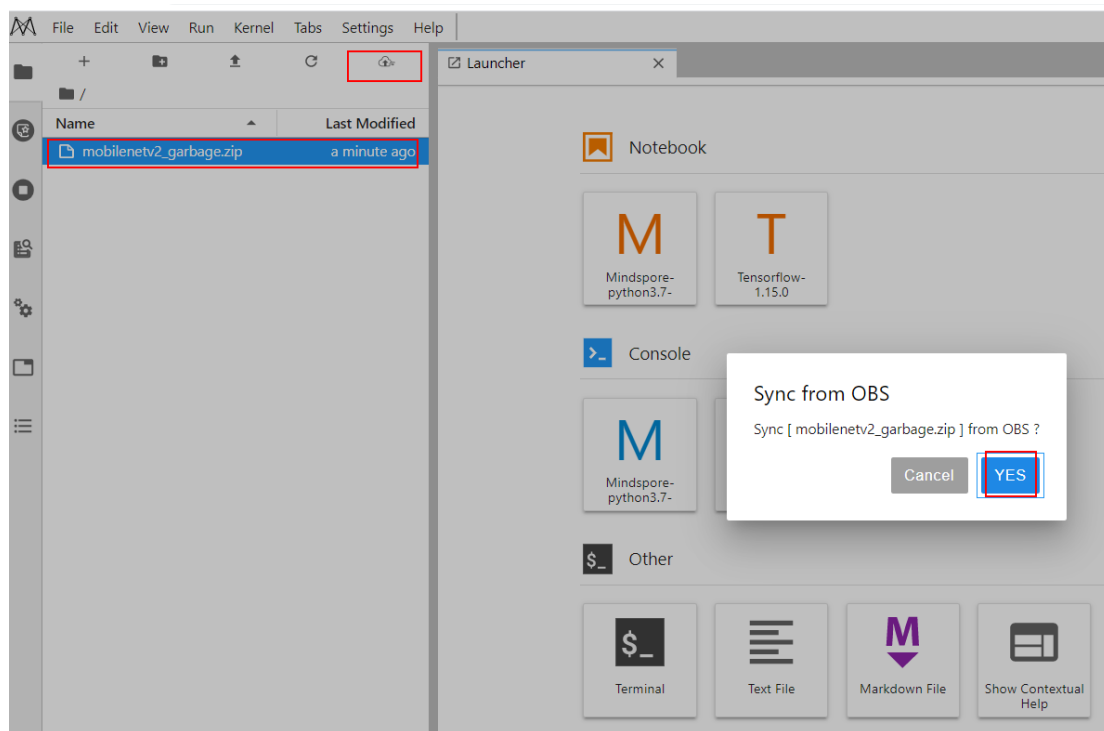 File Edit View Run Kernel Tabs Settings Help
Launcher
/
Name Last Modified
mobilenetv2_garbage.zip a minute ago
Notebook
M T
Mindspore- Tensorflow-
python3.7- 1.15.0
Console
M
Mindspore-
python3.7-
Sync from OBS
Sync [ mobilenetv2_garbage.zip ] from OBS ?
Cancel YES
$_ Other
$_ M
Terminal Text File Markdown File Show Contextual
Help